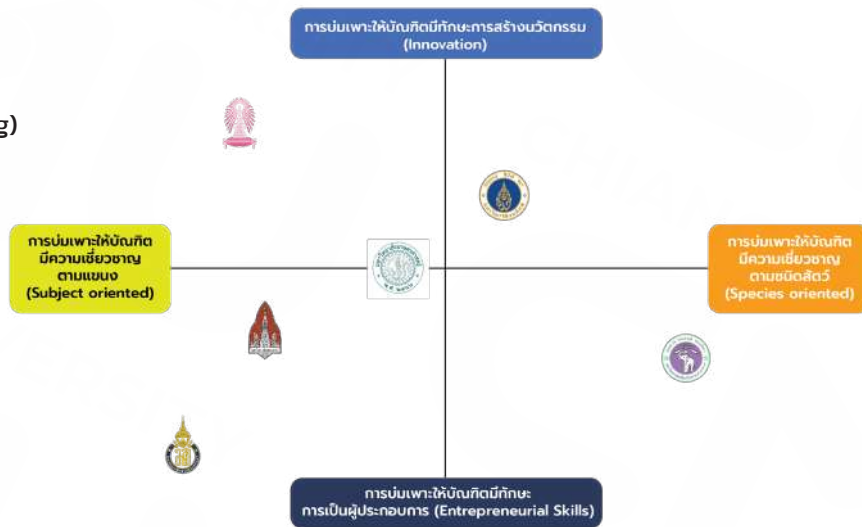 การบ่มเพาะให้บัณฑิตมีทักษะการสร้างนวัตกรรม
(Innovation)
g)
การบ่มเพาะให้บัณฑิต
มีความเชี่ยวชาญ
ตามแขนง
(Subject oriented)
การบ่มเพาะให้บัณฑิต
มีความเชี่ยวชาญ
ตามชนิดสัตว์
(Species oriented)
การบ่มเพาะให้บัณฑิตมีทักษะ
การเป็นผู้ประกอบการ (Entrepreneurial Skills)